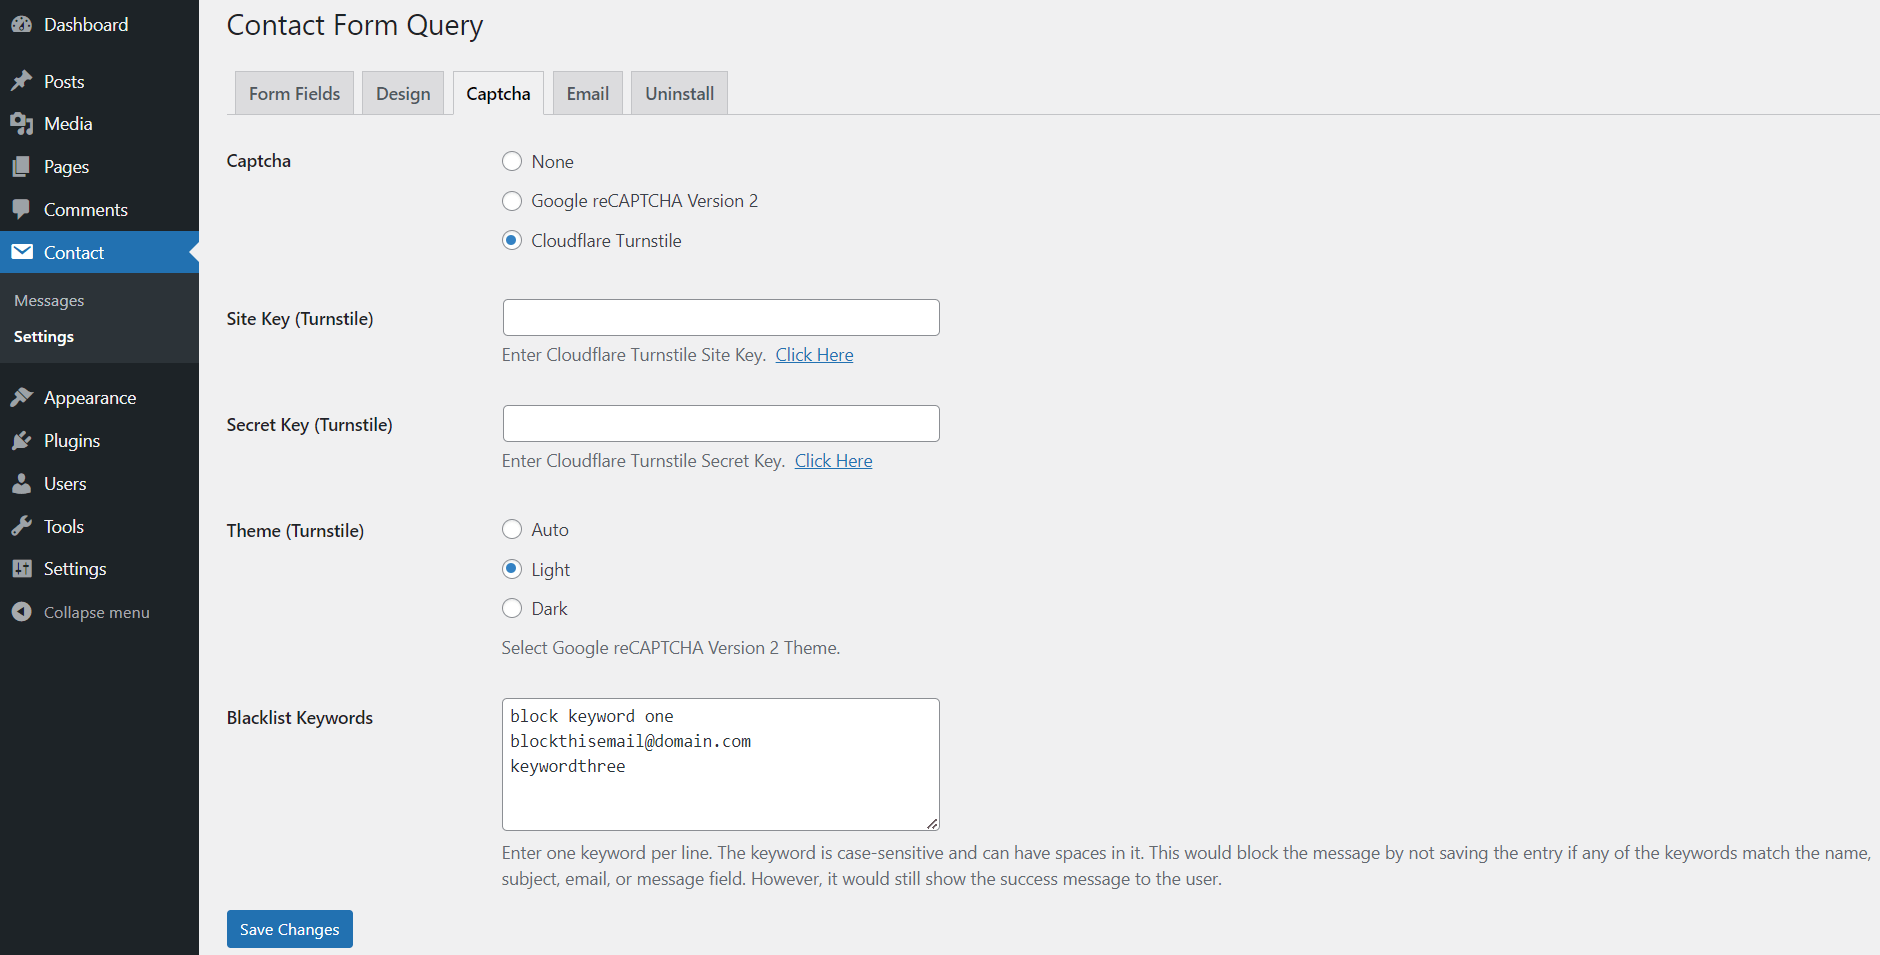 Dashboard
Posts
Media
Pages
Comments
Contact
Messages
Settings
Appearance
Plugins
Users
Tools
Settings
Collapse menu
Contact Form Query
Form Fields
Design
Captcha
Email
Uninstall
Captcha
None
Google reCAPTCHA Version 2
Cloudflare Turnstile
Site Key (Turnstile)
Enter Cloudflare Turnstile Site Key. Click Here
Secret Key (Turnstile)
Enter Cloudflare Turnstile Secret Key. Click Here
Theme (Turnstile)
Auto
Light
Dark
Select Google reCAPTCHA Version 2 Theme.
Blacklist Keywords
block keyword one
blockthisemail@domain.com
keywordthree
Enter one keyword per line. The keyword is case-sensitive and can have spaces in it. This would block the message by not saving the entry if any of the keywords match the name,
subject, email, or message field. However, it would still show the success message to the user.
Save Changes